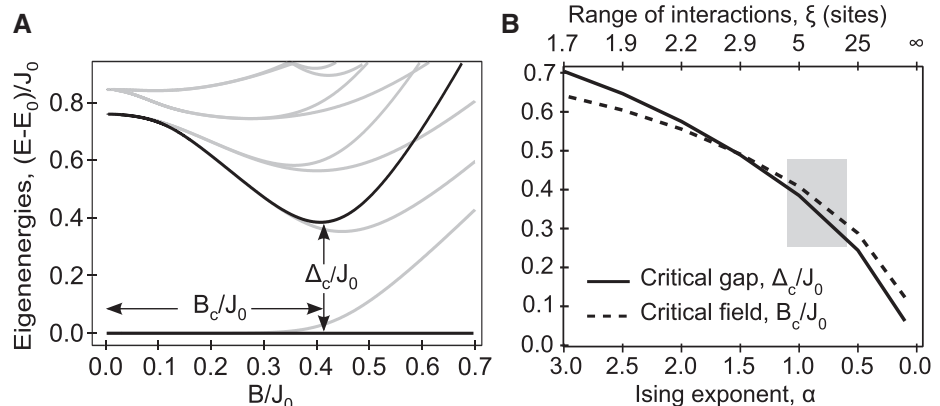 A
Eigenenergies, (E-E₀)/J₀
0.8
0.6
0.4
0.2
0.0
Δc/J₀
Bc/J₀
0.0 0.1 0.2 0.3 0.4 0.5 0.6 0.7
B/J₀
B
Range of interactions, ξ (sites)
1.7 1.9 2.2 2.9 5 25 ∞
0.7
0.6
0.5
0.4
0.3
0.2
0.1
0.0
Critical gap, Δc/J₀
Critical field, Bc/J₀
3.0 2.5 2.0 1.5 1.0 0.5 0.0
Ising exponent, α